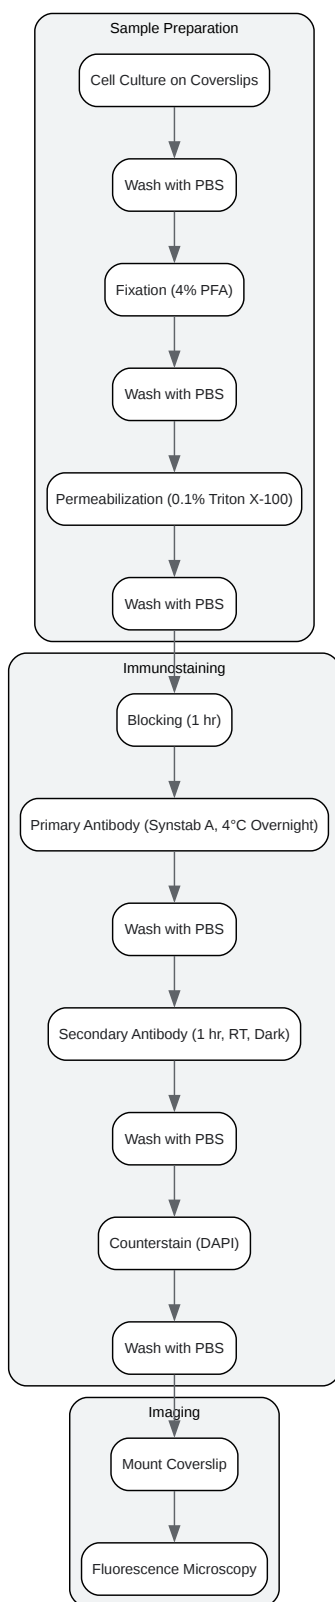 Sample Preparation
Cell Culture on Coverslips
Wash with PBS
Fixation (4% PFA)
Wash with PBS
Permeabilization (0.1% Triton X-100)
Wash with PBS
Immunostaining
Blocking (1 hr)
Primary Antibody (Synstab A, 4°C Overnight)
Wash with PBS
Secondary Antibody (1 hr, RT, Dark)
Wash with PBS
Counterstain (DAPI)
Wash with PBS
Imaging
Mount Coverslip
Fluorescence Microscopy